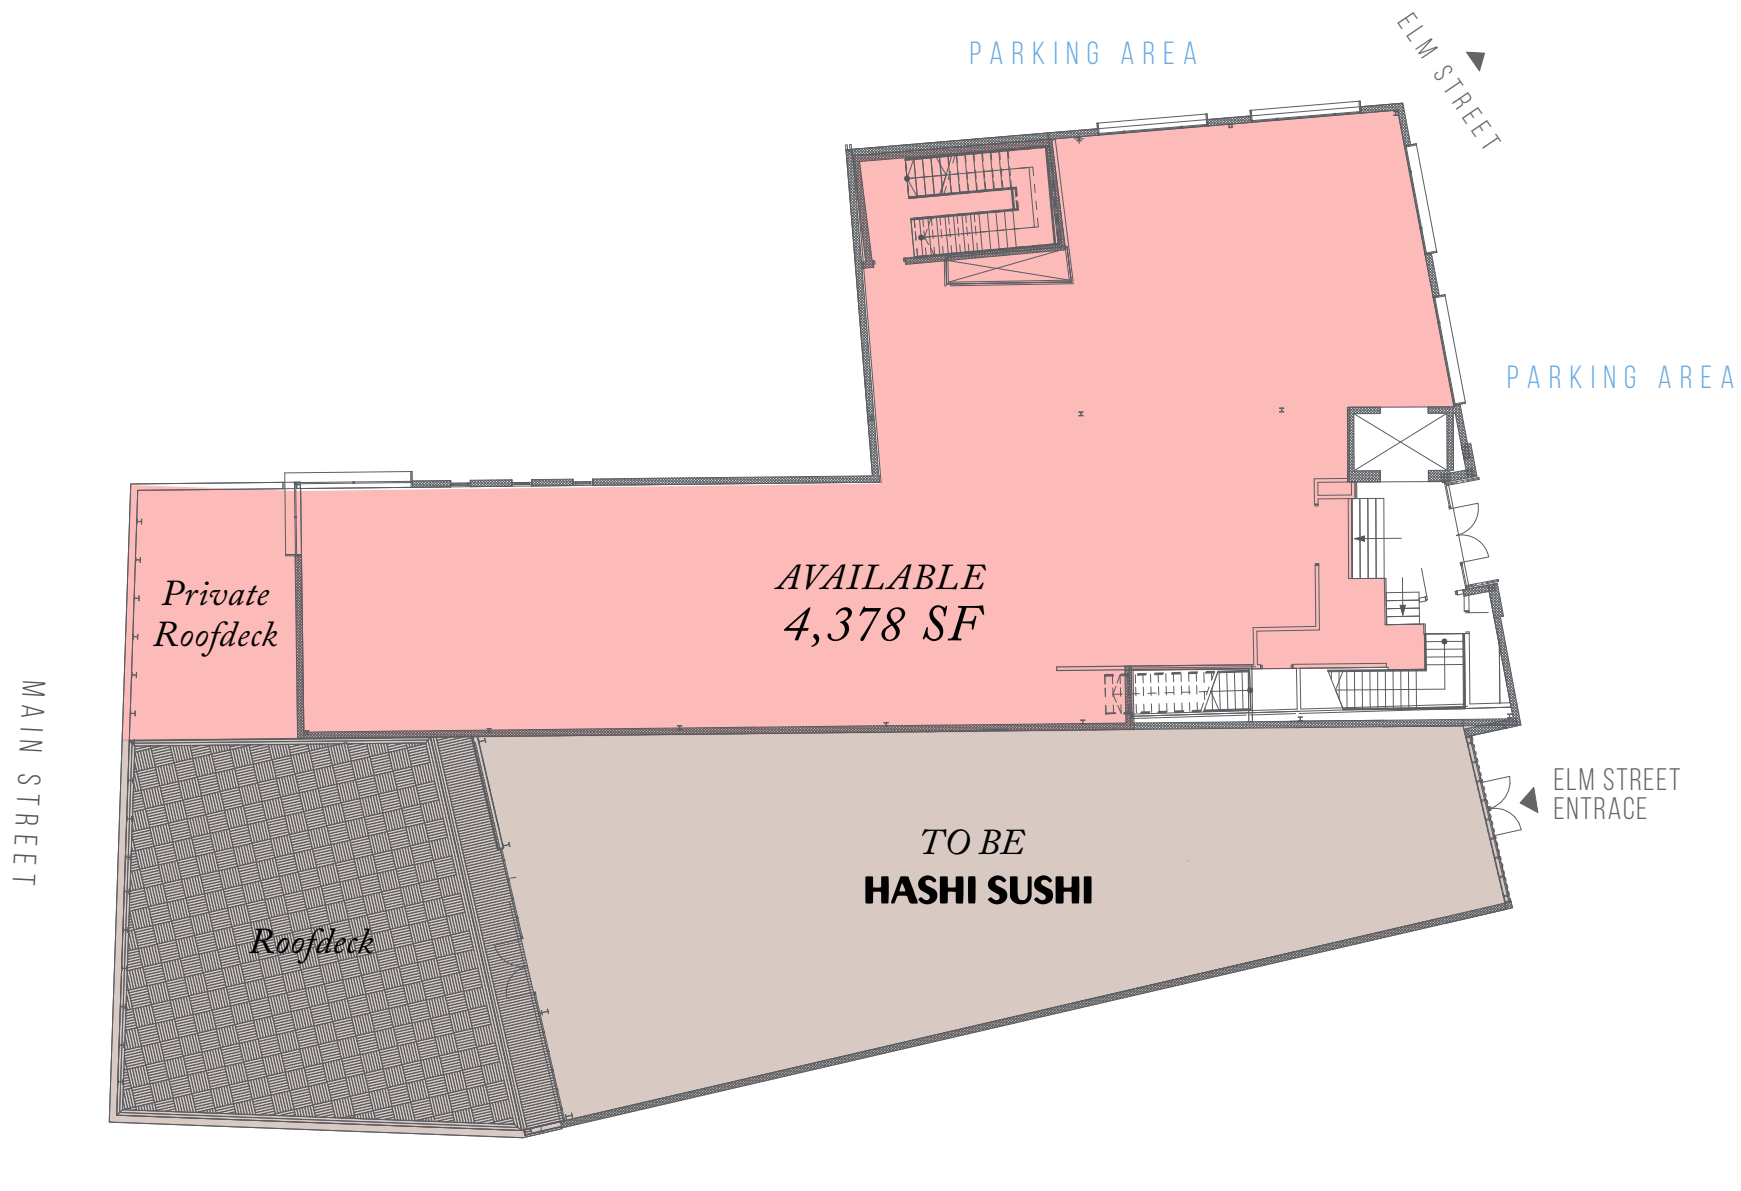 PARKING AREA
ELM STREET
PARKING AREA
AVAILABLE
4,378 SF
Private
Roofdeck
MAIN STREET
ELM STREET
ENTRACE
TO BE
HASHI SUSHI
Roofdeck